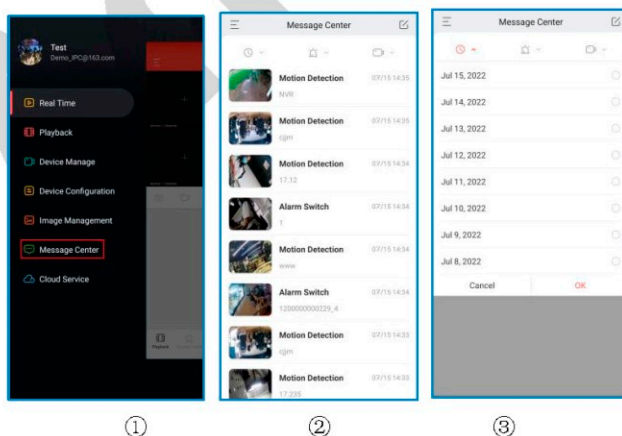 Test
Demo_IPC@163.com
Real Time
Playback
Device Manage
Device Configuration
Image Management
Message Center
Cloud Service
Playback
①
Message Center
Motion Detection 07/15 14:35
NVR
Motion Detection 07/15 14:35
cjjm
Motion Detection 07/15 14:34
17.12
Alarm Switch 07/15 14:34
1
Motion Detection 07/15 14:34
www
Alarm Switch 07/15 14:34
1200000000229_4
Motion Detection 07/15 14:33
cjjm
Motion Detection 07/15 14:33
17.235
②
Message Center
Jul 15, 2022
Jul 14, 2022
Jul 13, 2022
Jul 12, 2022
Jul 11, 2022
Jul 10, 2022
Jul 9, 2022
Jul 8, 2022
Cancel OK
③